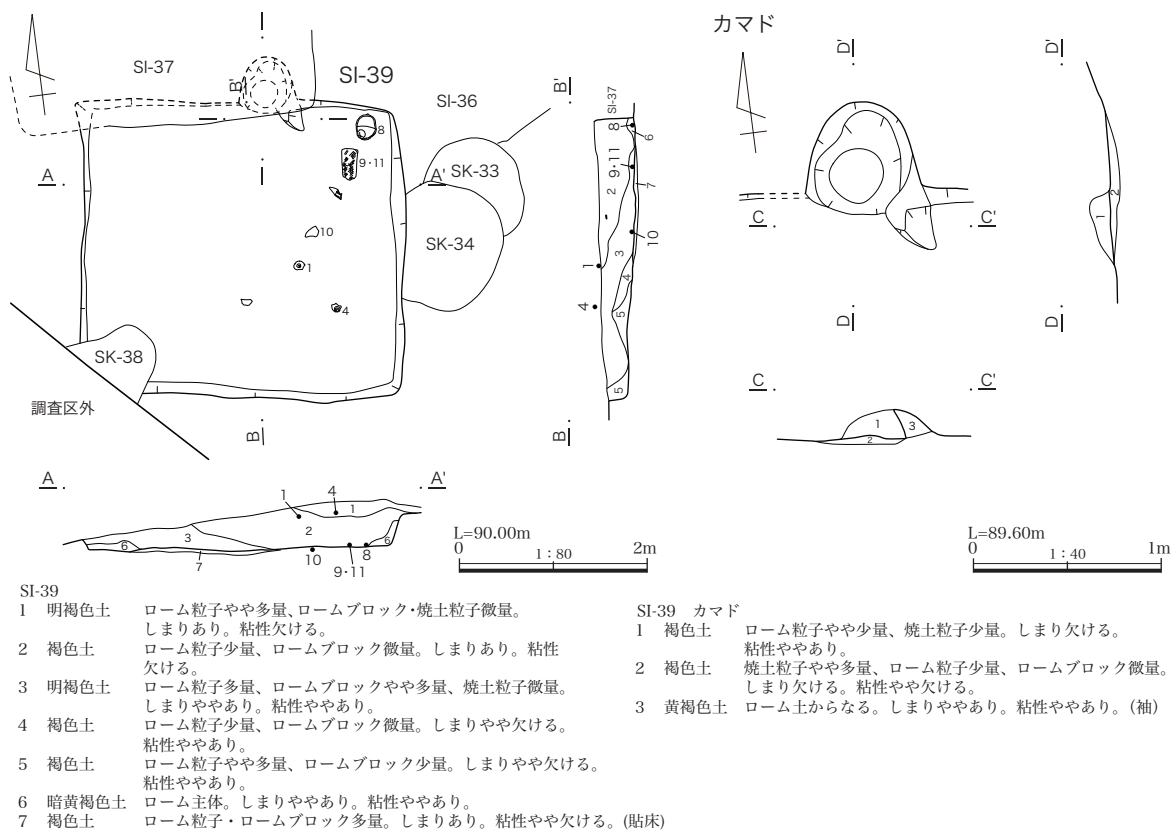 カマド
SI-37
SI-39
SI-36
SK-33
SK-34
SK-38
調査区外
A
A'
B
B'
8
9・11
10
1
4
B'
SI-37
8
6
9・11
7
2
10
3
1
4
4
5
5
B
D'
D'
C
C'
1
2
D
D
C
C'
1
3
2
A
A'
1
4
1
2
3
6
6
7
10
8
9・11
L=90.00m
0
1：80
2m
L=89.60m
0
1：40
1m
SI-39
1 明褐色土 ローム粒子やや多量、ロームブロック・焼土粒子微量。
しまりあり。粘性欠ける。
2 褐色土 ローム粒子少量、ロームブロック微量。しまりあり。粘性
欠ける。
3 明褐色土 ローム粒子多量、ロームブロックやや多量、焼土粒子微量。
しまりややあり。粘性ややあり。
4 褐色土 ローム粒子少量、ロームブロック微量。しまりやや欠ける。
粘性ややあり。
5 褐色土 ローム粒子やや多量、ロームブロック少量。しまりやや欠ける。
粘性ややあり。
6 暗黄褐色土 ローム主体。しまりややあり。粘性ややあり。
7 褐色土 ローム粒子・ロームブロック多量。しまりあり。粘性やや欠ける。(貼床)
SI-39 カマド
1 褐色土 ローム粒子やや少量、焼土粒子少量。しまり欠ける。
粘性ややあり。
2 褐色土 焼土粒子やや多量、ローム粒子少量、ロームブロック微量。
しまり欠ける。粘性やや欠ける。
3 黄褐色土 ローム土からなる。しまりややあり。粘性ややあり。（袖）